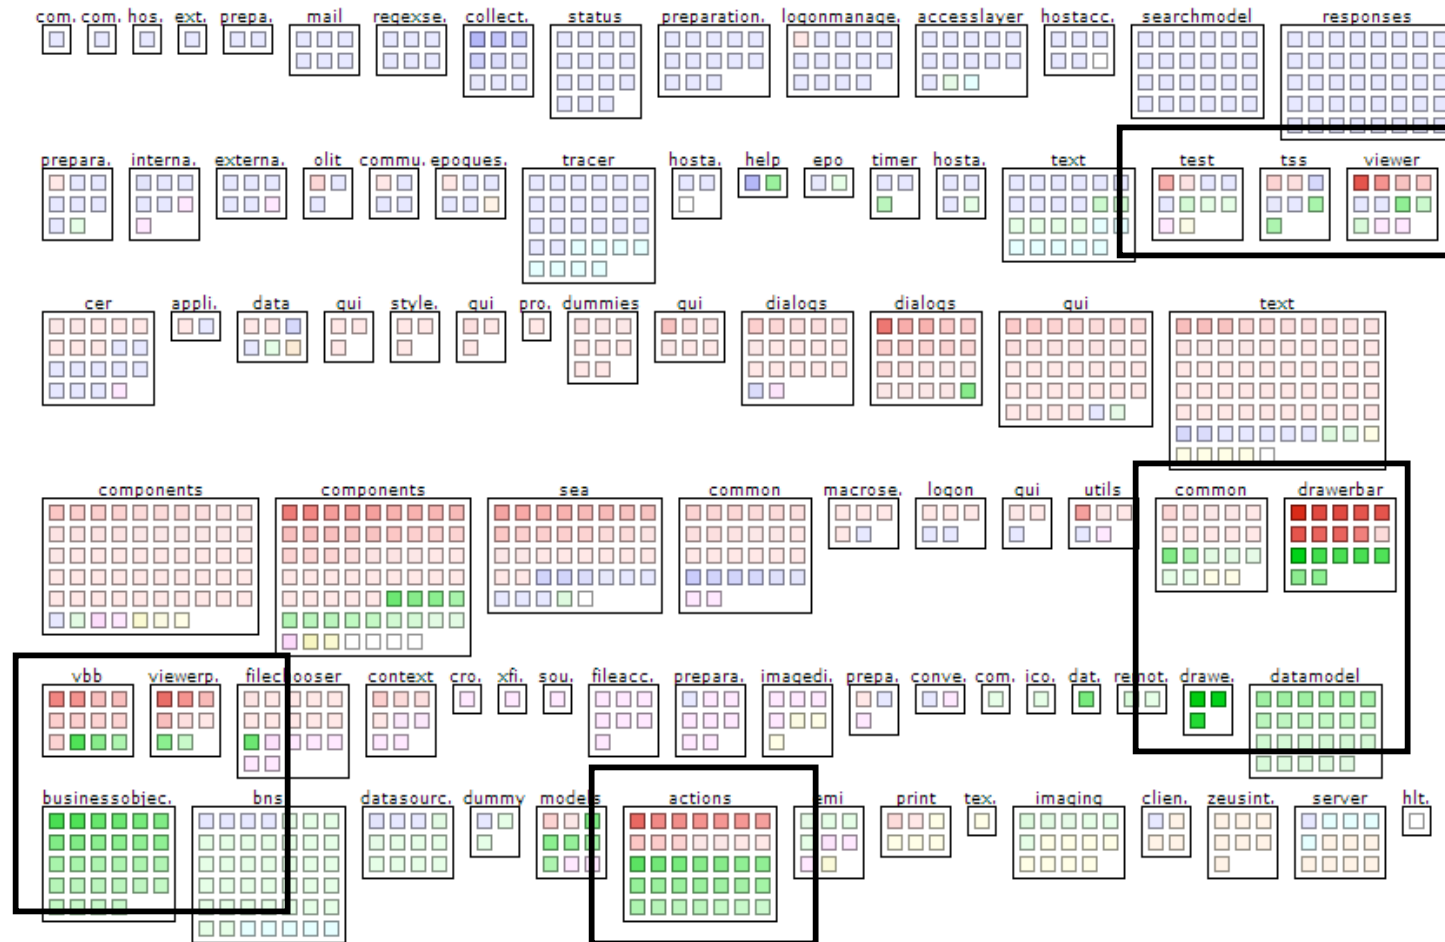 com. com. hos. ext. prepa. mail regexse. collect. status preparation. logonmanage. accesslayer hostacc. searchmodel responses
prepara. interna. externa. olit commu. epoques. tracer hosta. help epo timer hosta. text test tss viewer
cer appli. data gui style. gui pro. dummies gui dialogs dialogs gui text
components components sea common macrose. logon gui utils common drawerbar
vbb viewerp. filechooser context cro. xfi. sou. fileacc. prepara. imagedi. prepa. conve. com. ico. dat. remot. drawe. datamodel
businessobjec. bns datasourc. dummy models actions emi print tex. imaging clien. zeusint. server hlt.